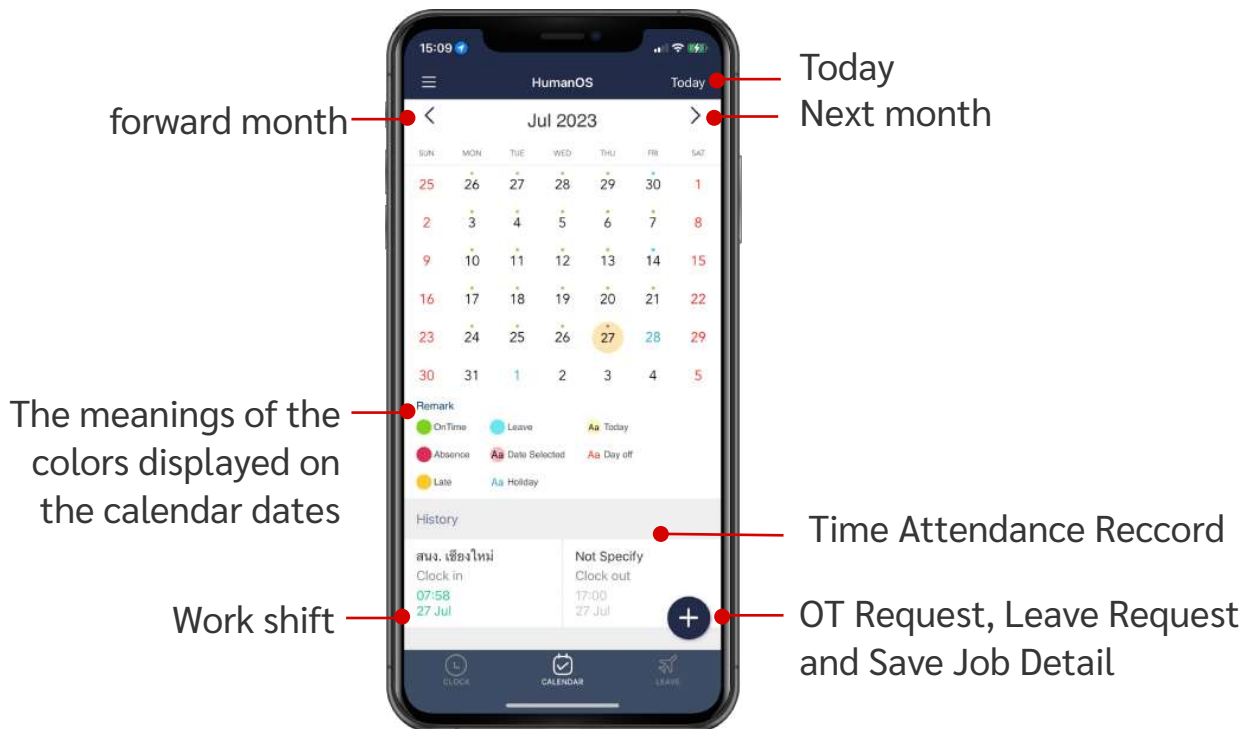 15:09
HumanOS
Today
Today
forward month
Jul 2023
Next month
SUN MON TUE WED THU FRI SAT
25 26 27 28 29 30 1
2 3 4 5 6 7 8
9 10 11 12 13 14 15
16 17 18 19 20 21 22
23 24 25 26 27 28 29
30 31 1 2 3 4 5
The meanings of the
colors displayed on
the calendar dates
Remark
OnTime Leave Aa Today
Absence Aa Date Selected Aa Day off
Late Aa Holiday
History
Time Attendance Reccord
สนง. เชียงใหม่
Clock in
07:58
27 Jul
Not Specify
Clock out
17:00
27 Jul
Work shift
+
OT Request, Leave Request
and Save Job Detail
CLOCK CALENDAR LEAVE